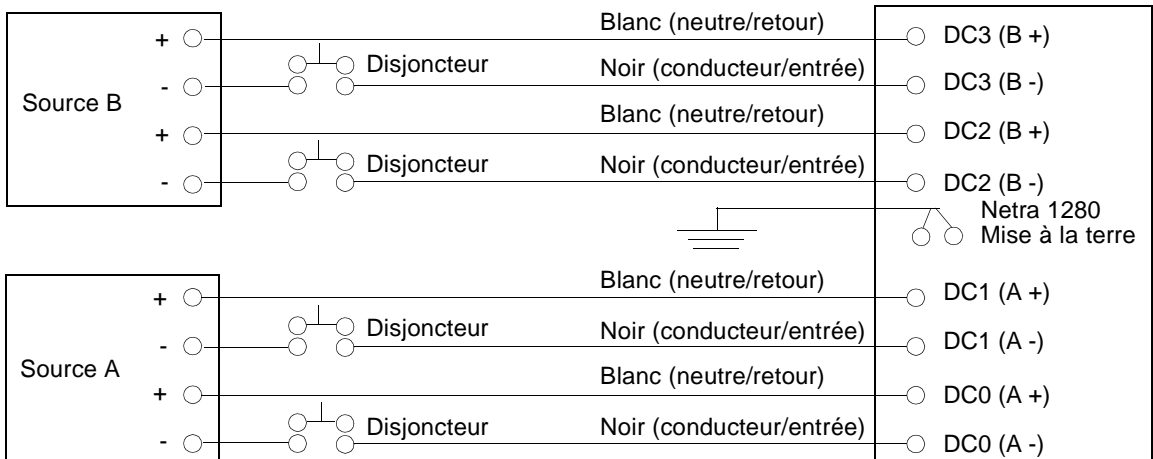 Blanc (neutre/retour)
+ DC3 (B +)
Disjoncteur
Noir (conducteur/entrée)
- DC3 (B -)
Source B
Blanc (neutre/retour)
+ DC2 (B +)
Disjoncteur
Noir (conducteur/entrée)
- DC2 (B -)
Netra 1280
Mise à la terre
Blanc (neutre/retour)
+ DC1 (A +)
Disjoncteur
Noir (conducteur/entrée)
- DC1 (A -)
Source A
Blanc (neutre/retour)
+ DC0 (A +)
Disjoncteur
Noir (conducteur/entrée)
- DC0 (A -)